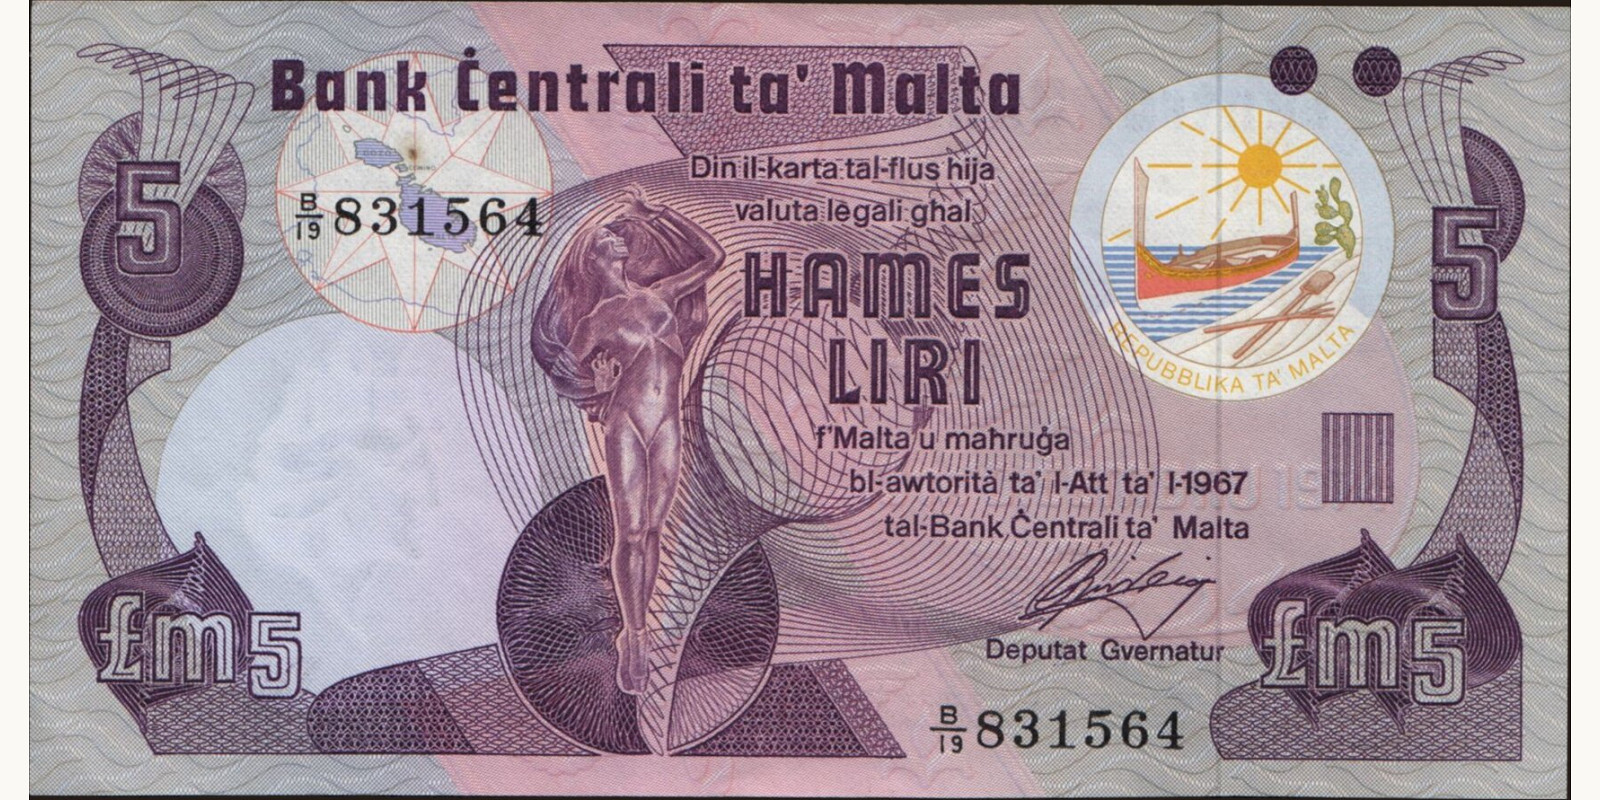 Bank Ċentrali ta' Malta
5
5
GOZO
B/19 831564
Din il-karta tal-flus hija
valuta legali għal
REPUBBLIKA TA' MALTA
ĦAMES
LIRI
f'Malta u maħruġa
bl-awtorità ta' l-Att ta' l-1967
tal-Bank Ċentrali ta' Malta
Deputat Gvernatur
£m5
£m5
B/19 831564